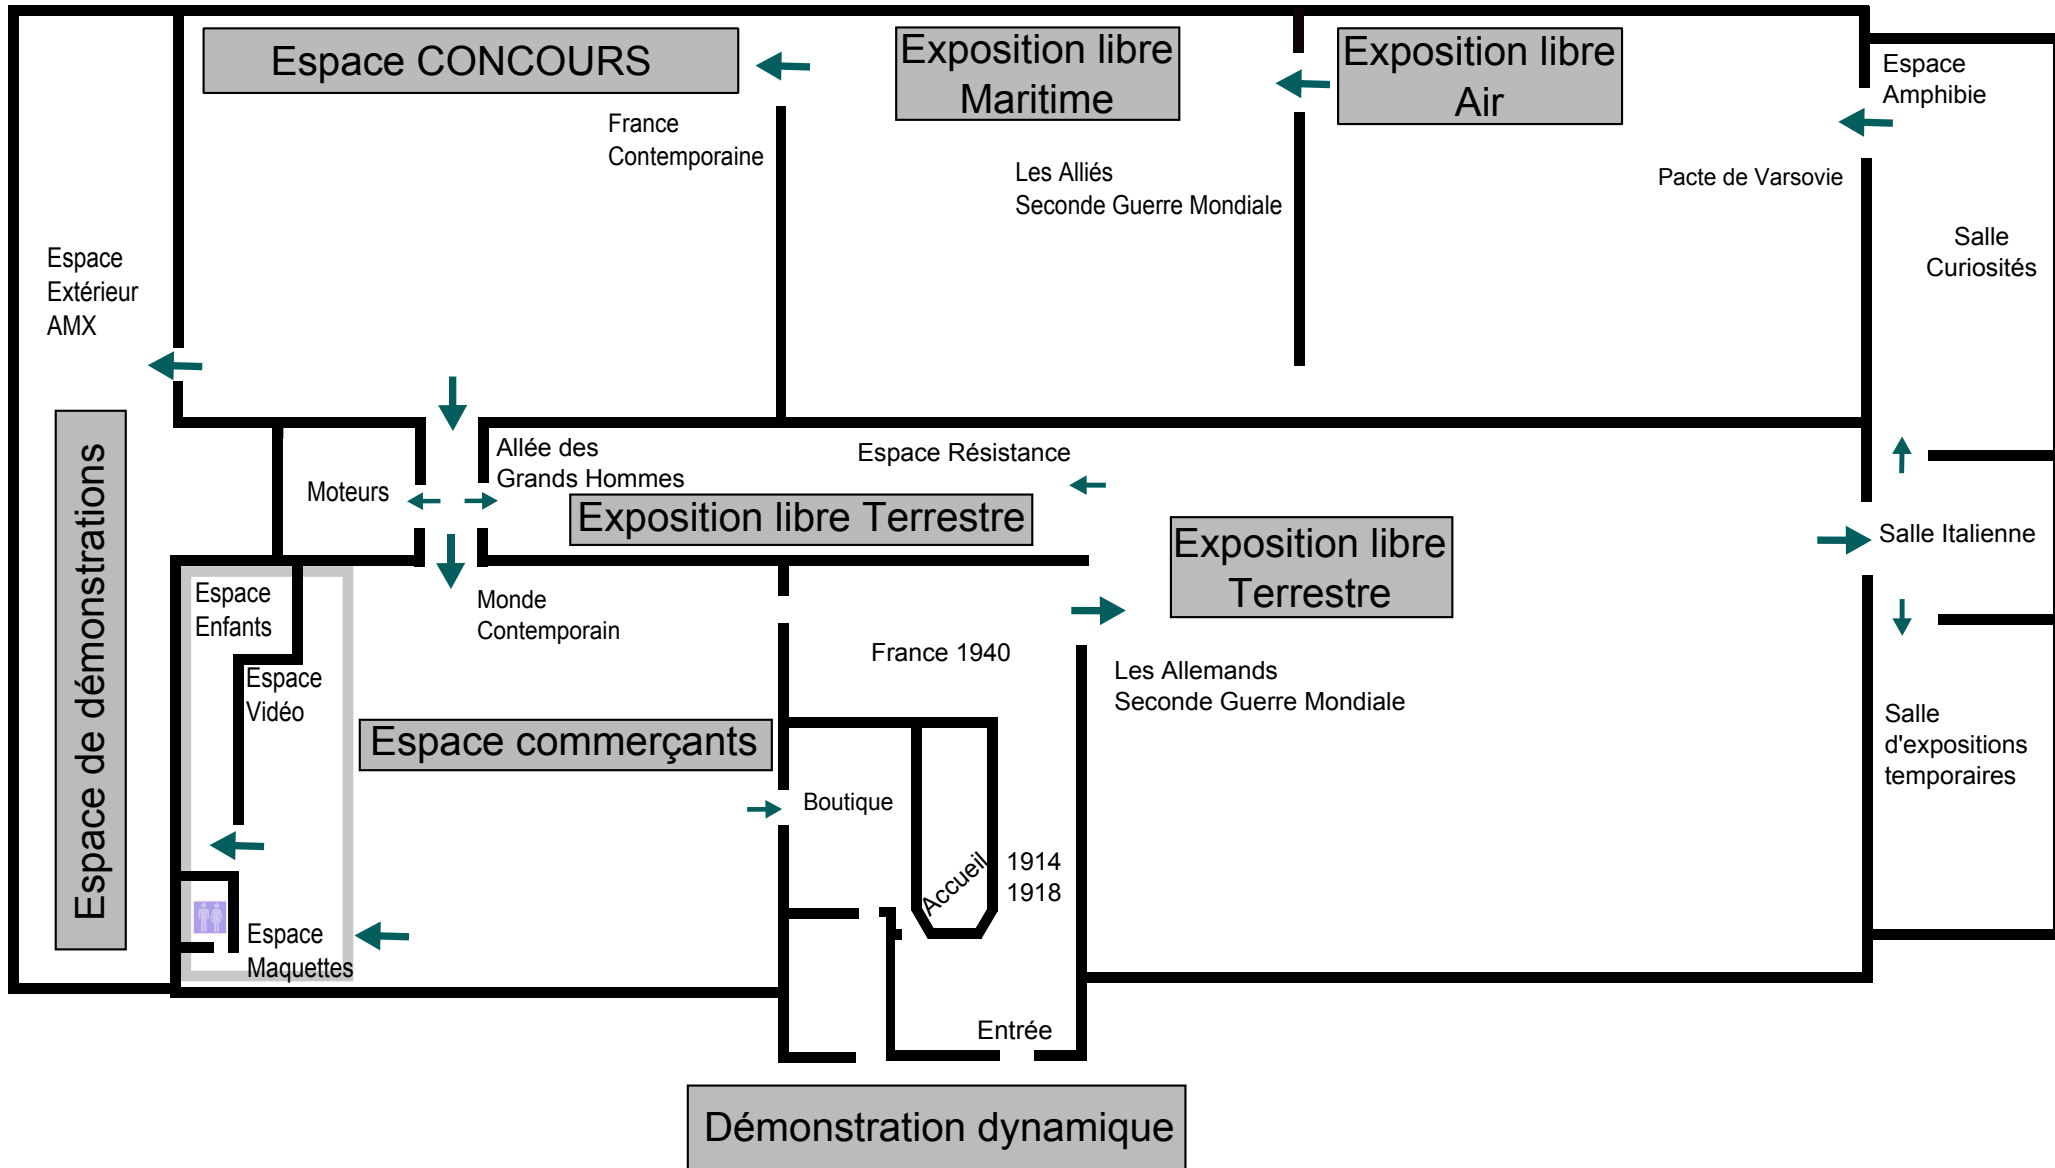 Espace CONCOURS
Exposition libre
Maritime
Exposition libre
Air
Espace
Amphibie
France
Contemporaine
Les Alliés
Seconde Guerre Mondiale
Pacte de Varsovie
Salle
Curiosités
Espace
Extérieur
AMX
Espace de démonstrations
Moteurs
Allée des
Grands Hommes
Espace Résistance
Exposition libre Terrestre
Exposition libre
Terrestre
Salle Italienne
Espace
Enfants
Monde
Contemporain
France 1940
Les Allemands
Seconde Guerre Mondiale
Espace
Vidéo
Espace commerçants
Salle
d'expositions
temporaires
Boutique
Accueil
1914
1918
Espace
Maquettes
Entrée
Démonstration dynamique